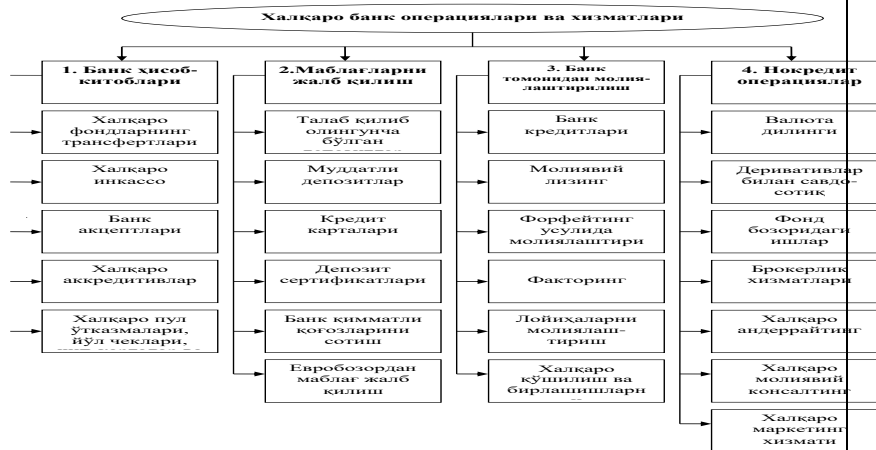 Халқаро банк операциялари ва хизматлари
1. Банк ҳисоб-
китоблари
Халқаро
фондларнинг
трансфертлари
Халқаро
инкассо
Банк
акцептлари
Халқаро
аккредитивлар
Халқаро пул
ўтказмалари,
йўл чеклари,
2.Маблағларни
жалб қилиш
Талаб қилиб
олингунча
бўлган
Муддатли
депозитлар
Кредит
карталари
Депозит
сертификатлари
Банк қимматли
қоғозларини
сотиш
Евробозордан
маблағ жалб
қилиш
3. Банк
томонидан молия-
лаштирилиш
Банк
кредитлари
Молиявий
лизинг
Форфейтинг
усулида
молиялаштири
Факторинг
Лойиҳаларни
молиялаш-
тириш
Халқаро
қўшилиш ва
бирлашишларн
4. Нокредит
операциялар
Валюта
дилинги
Деривативлар
билан савдо-
сотиқ
Фонд
бозоридаги
ишлар
Брокерлик
хизматлари
Халқаро
андеррайтинг
Халқаро
молиявий
консалтинг
Халқаро
маркетинг
хизмати